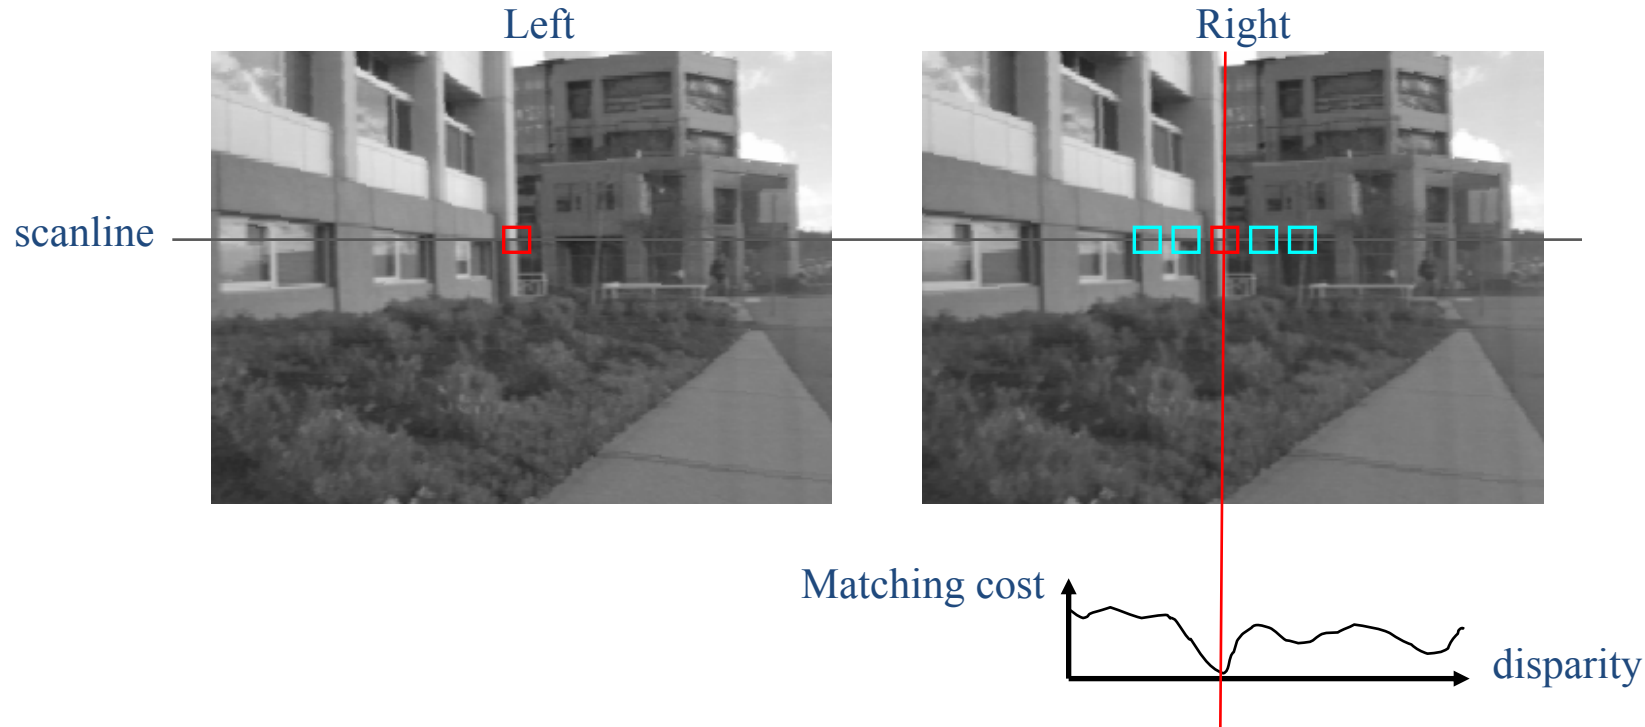 Left
Right
scanline
Matching cost
disparity